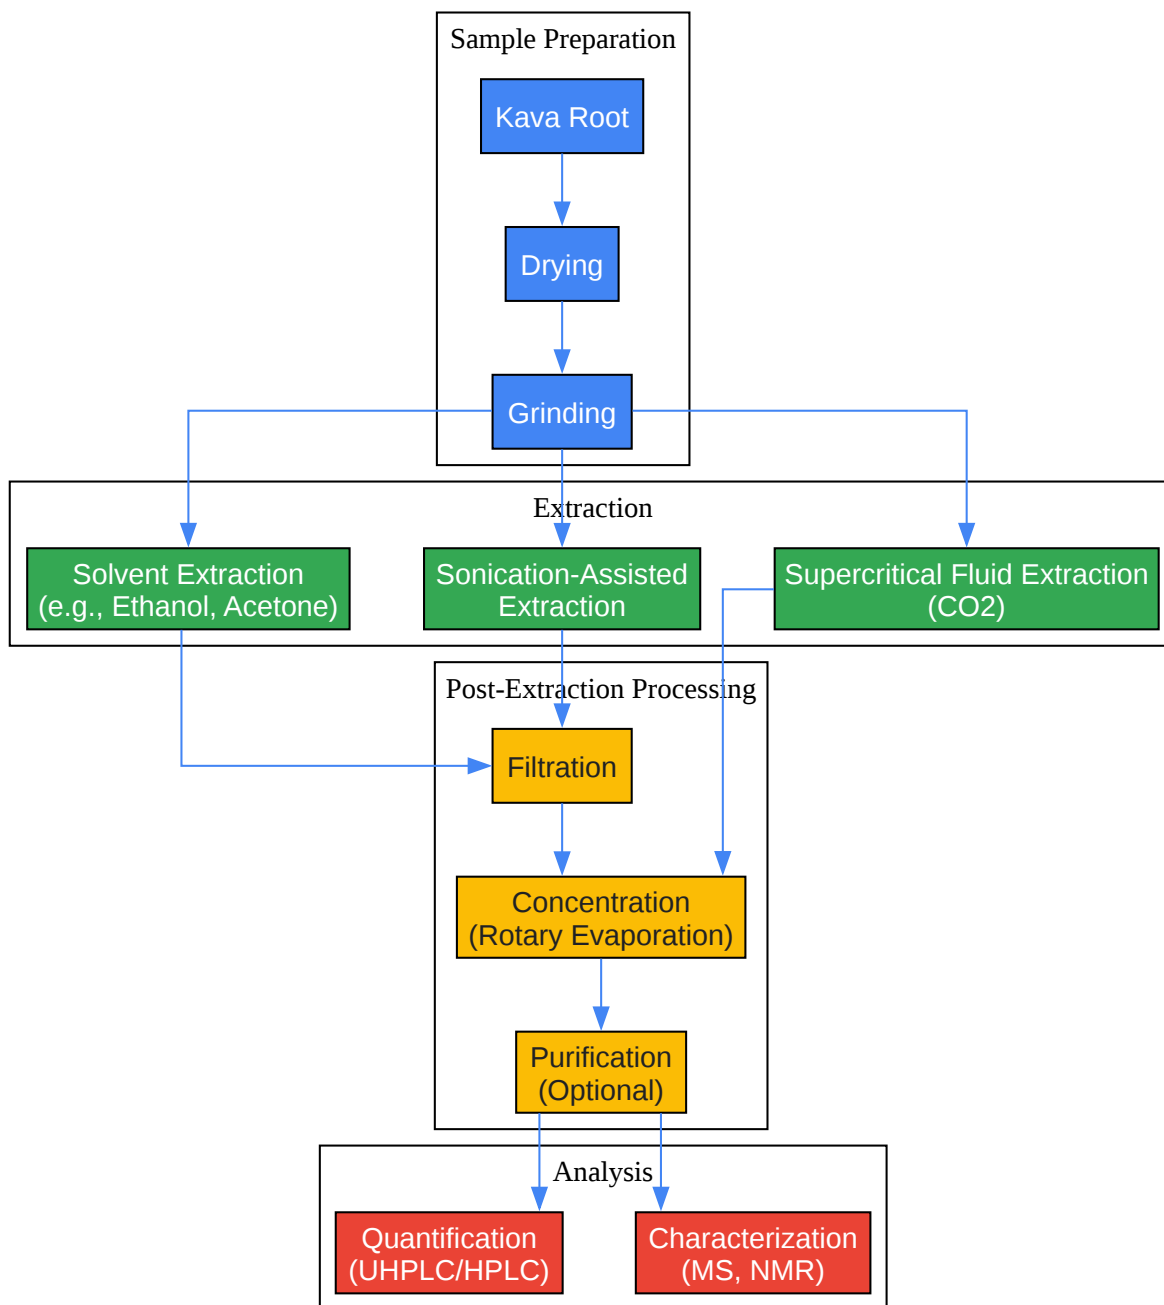 Sample Preparation
Kava Root
Drying
Grinding
Extraction
Solvent Extraction
(e.g., Ethanol, Acetone)
Sonication-Assisted
Extraction
Supercritical Fluid Extraction
(CO2)
Post-Extraction Processing
Filtration
Concentration
(Rotary Evaporation)
Purification
(Optional)
Analysis
Quantification
(UHPLC/HPLC)
Characterization
(MS, NMR)